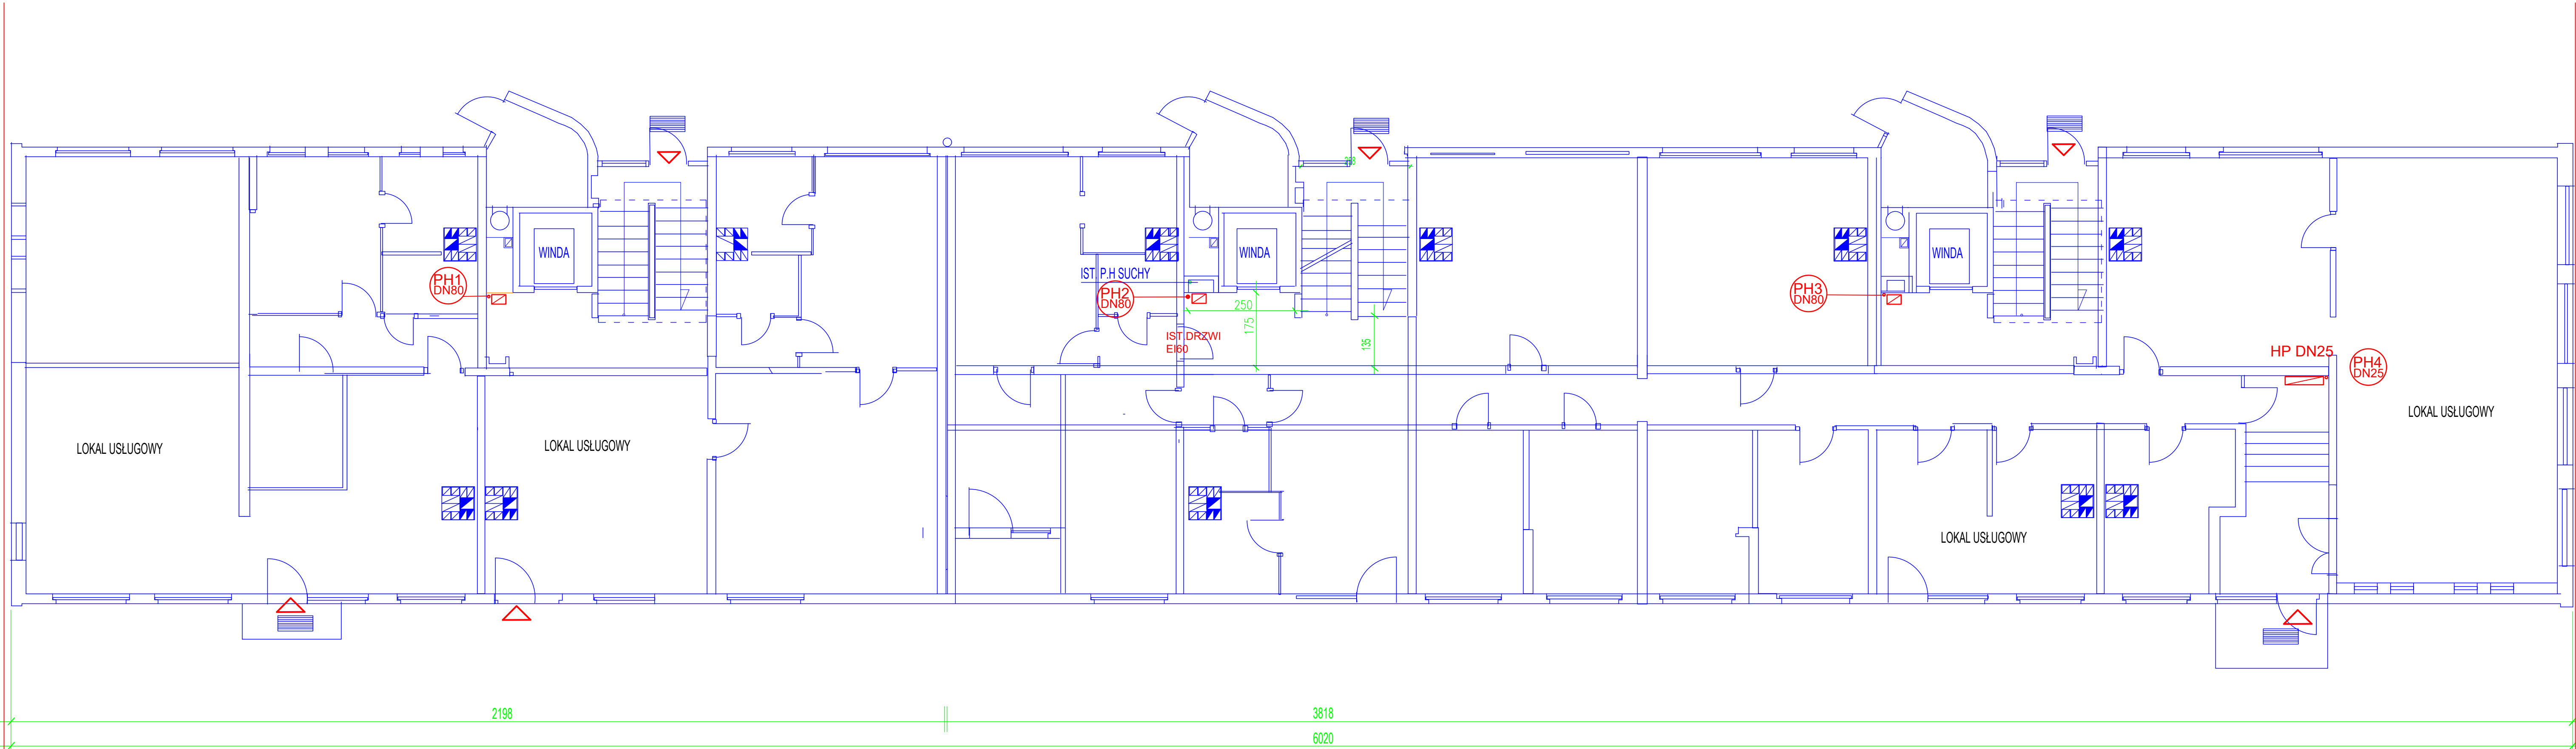 228
WINDA
WINDA
WINDA
IST. P.H SUCHY
PH1
DN80
PH2
DN80
PH3
DN80
250
175
IST.DRZWI
EI60
135
HP DN25
PH4
DN25
LOKAL USŁUGOWY
LOKAL USŁUGOWY
LOKAL USŁUGOWY
LOKAL USŁUGOWY
2198
3818
6020